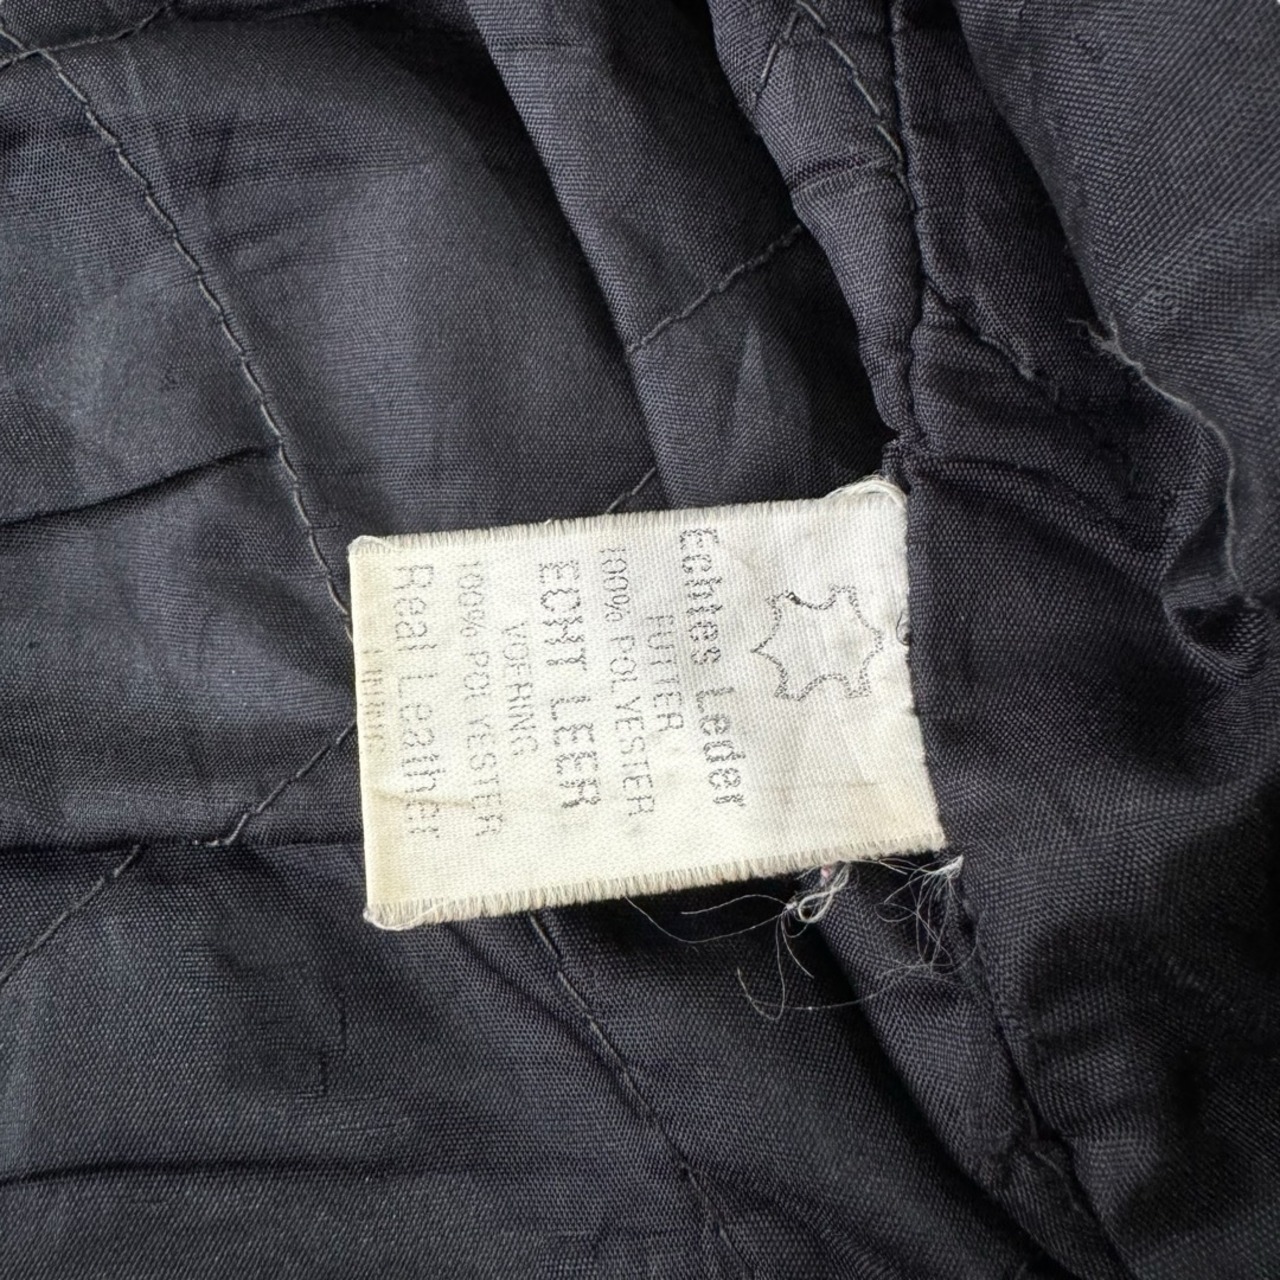 Echtes Leder
FUTTER
100% POLYESTER
ECHT LEER
VOERING
100% POLYESTER
Real Leather
Lining